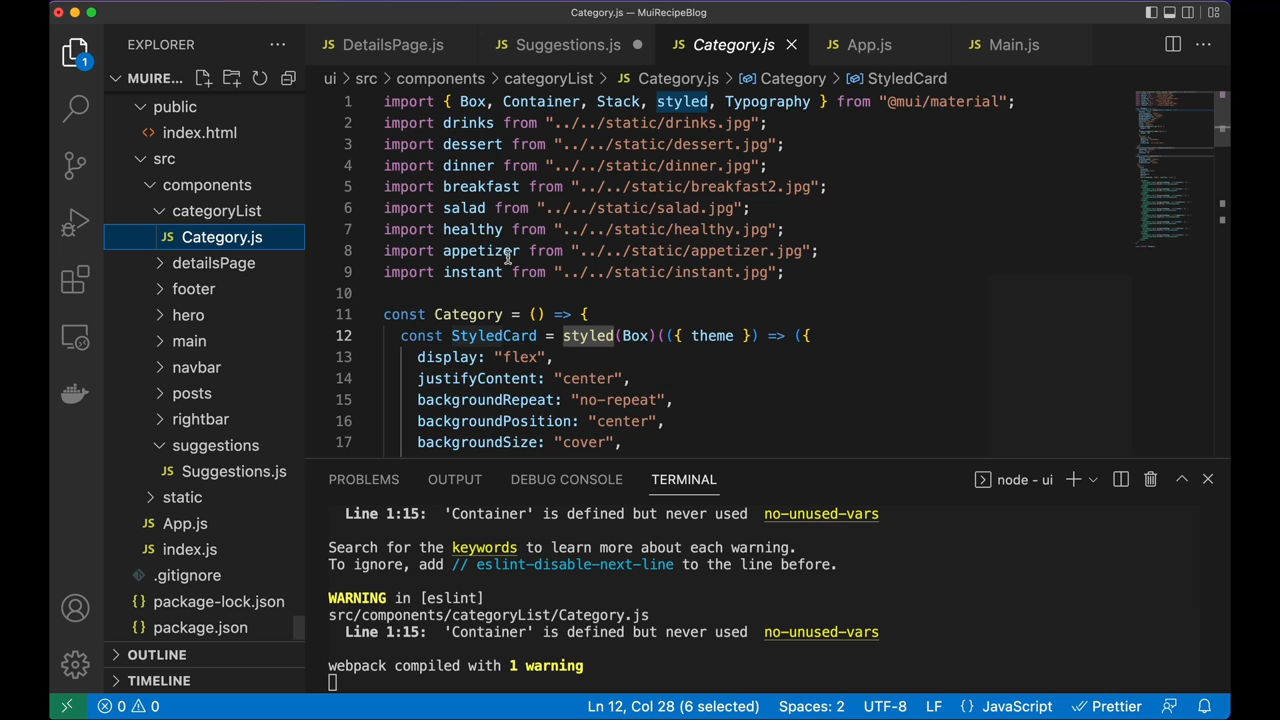 Category.js — MuiRecipeBlog
EXPLORER
DetailsPage.js
Suggestions.js
Category.js
App.js
Main.js
1
MUIRE...
ui › src › components › categoryList › Category.js › Category › StyledCard
public
index.html
src
components
categoryList
Category.js
detailsPage
footer
hero
main
navbar
posts
rightbar
suggestions
Suggestions.js
static
App.js
index.js
.gitignore
package-lock.json
package.json
OUTLINE
TIMELINE
1 import { Box, Container, Stack, styled, Typography } from "@mui/material";
2 import drinks from "../../static/drinks.jpg";
3 import dessert from "../../static/dessert.jpg";
4 import dinner from "../../static/dinner.jpg";
5 import breakfast from "../../static/breakfast2.jpg";
6 import salad from "../../static/salad.jpg";
7 import healthy from "../../static/healthy.jpg";
8 import appetizer from "../../static/appetizer.jpg";
9 import instant from "../../static/instant.jpg";
10
11 const Category = () => {
12 const StyledCard = styled(Box)(({ theme }) => ({
13 display: "flex",
14 justifyContent: "center",
15 backgroundRepeat: "no-repeat",
16 backgroundPosition: "center",
17 backgroundSize: "cover",
PROBLEMS OUTPUT DEBUG CONSOLE TERMINAL node - ui
Line 1:15: 'Container' is defined but never used no-unused-vars
Search for the keywords to learn more about each warning.
To ignore, add // eslint-disable-next-line to the line before.
WARNING in [eslint]
src/components/categoryList/Category.js
Line 1:15: 'Container' is defined but never used no-unused-vars
webpack compiled with 1 warning
0 0 Ln 12, Col 28 (6 selected) Spaces: 2 UTF-8 LF {} JavaScript Prettier